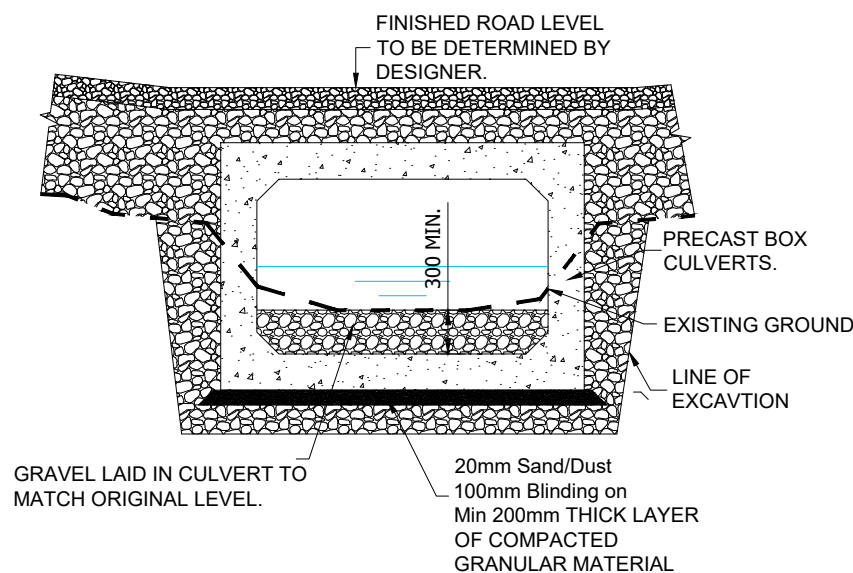 FINISHED ROAD LEVEL
TO BE DETERMINED BY
DESIGNER.
300 MIN.
PRECAST BOX
CULVERTS.
EXISTING GROUND
LINE OF
EXCAVTION
GRAVEL LAID IN CULVERT TO
MATCH ORIGINAL LEVEL.
20mm Sand/Dust
100mm Blinding on
Min 200mm THICK LAYER
OF COMPACTED
GRANULAR MATERIAL